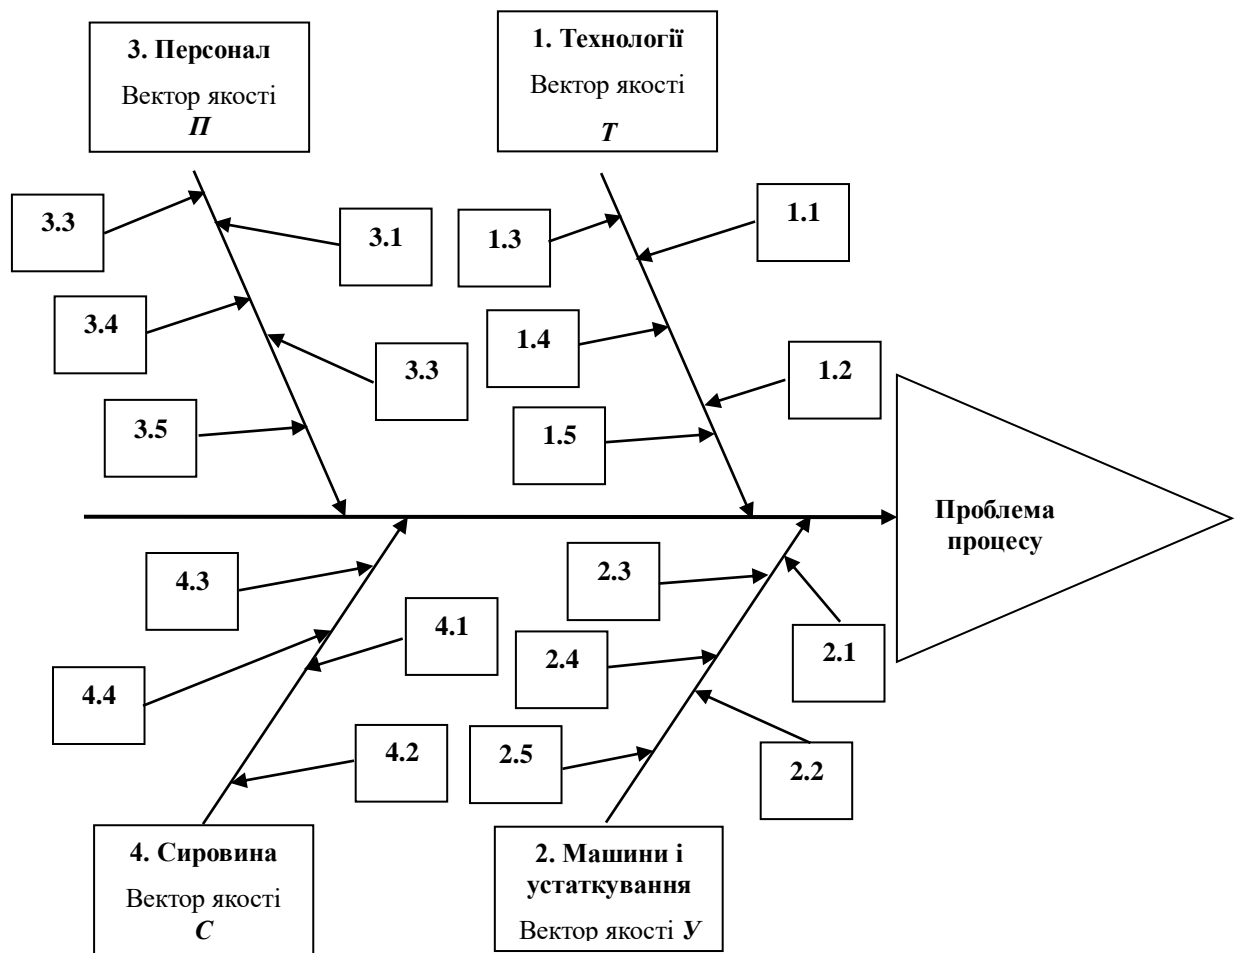 3. Персонал
Вектор якості
П
1. Технології
Вектор якості
Т
3.3
3.1
1.3
1.1
3.4
1.4
3.3
1.2
3.5
1.5
Проблема
процесу
4.3
2.3
4.1
2.4
2.1
4.4
4.2
2.5
2.2
4. Сировина
Вектор якості
С
2. Машини і
устаткування
Вектор якості У